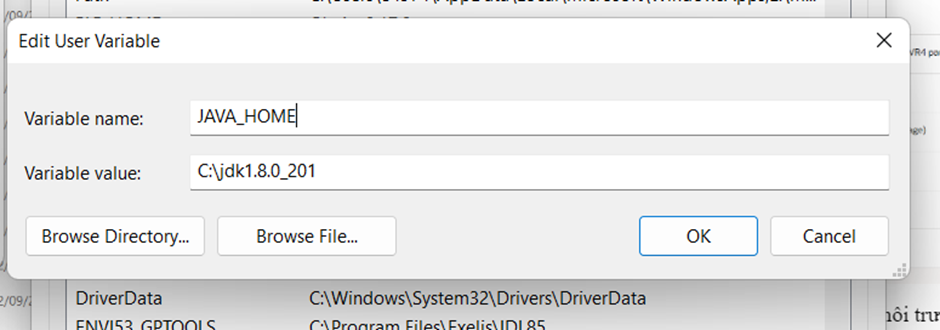 Edit User Variable
Variable name: JAVA_HOME
Variable value: C:\jdk1.8.0_201
Browse Directory... Browse File... OK Cancel
DriverData C:\Windows\System32\Drivers\DriverData
ENVI53_GPTOOLS C:\Program Files\Exelis\IDL85